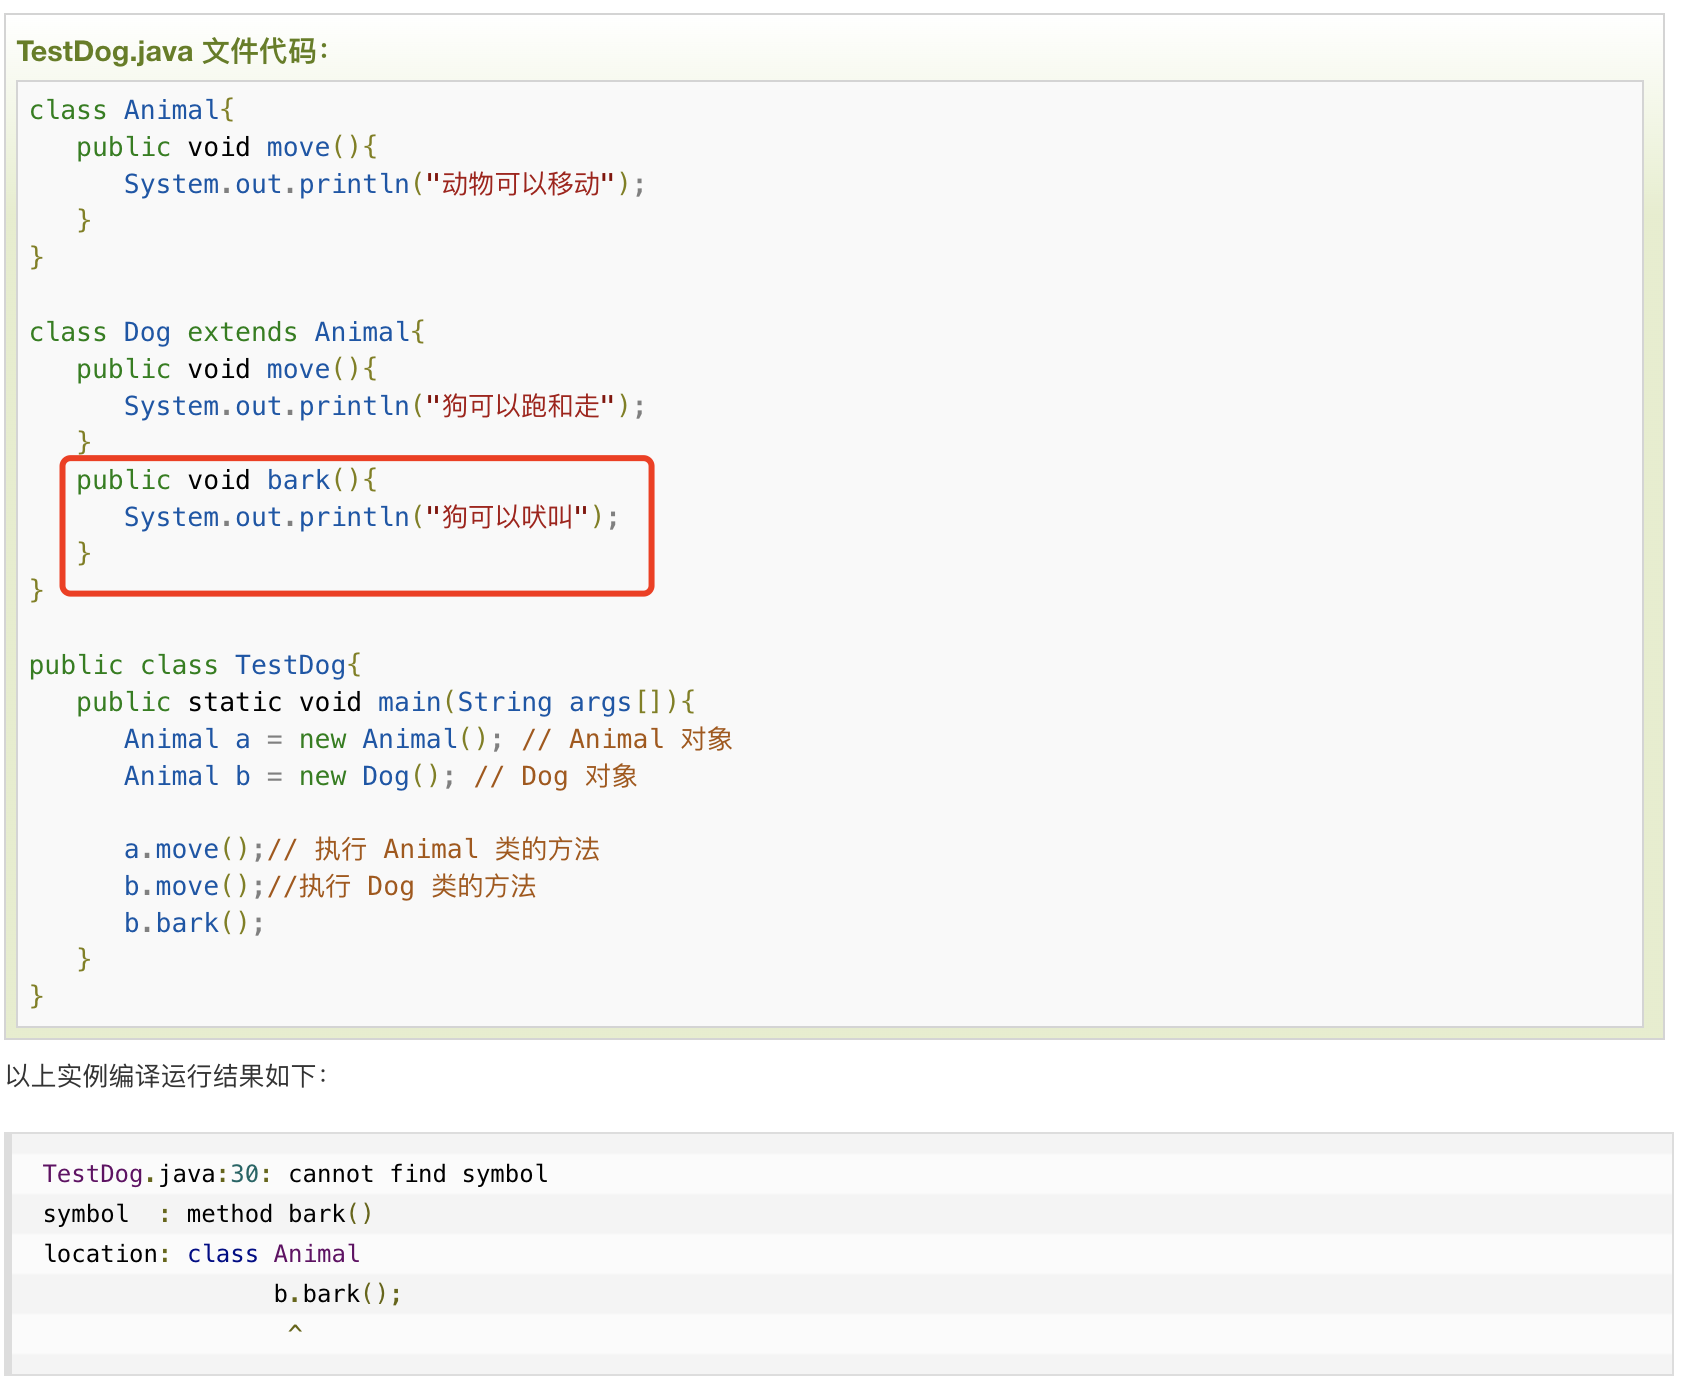 TestDog.java 文件代码：
class Animal{
   public void move(){
      System.out.println("动物可以移动");
   }
}

class Dog extends Animal{
   public void move(){
      System.out.println("狗可以跑和走");
   }
   public void bark(){
      System.out.println("狗可以吠叫");
   }
}

public class TestDog{
   public static void main(String args[]){
      Animal a = new Animal(); // Animal 对象
      Animal b = new Dog(); // Dog 对象

      a.move();// 执行 Animal 类的方法
      b.move();//执行 Dog 类的方法
      b.bark();
   }
}
以上实例编译运行结果如下：
TestDog.java:30: cannot find symbol
symbol  : method bark()
location: class Animal
                b.bark();
                 ^